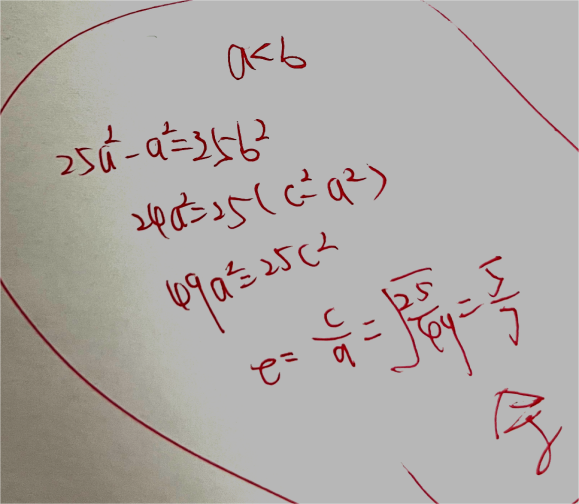 a<b
25a²-a²=25b²
24a²=25(c²-a²)
49a²=25c²
e=c/a=√(25/49)=5/7